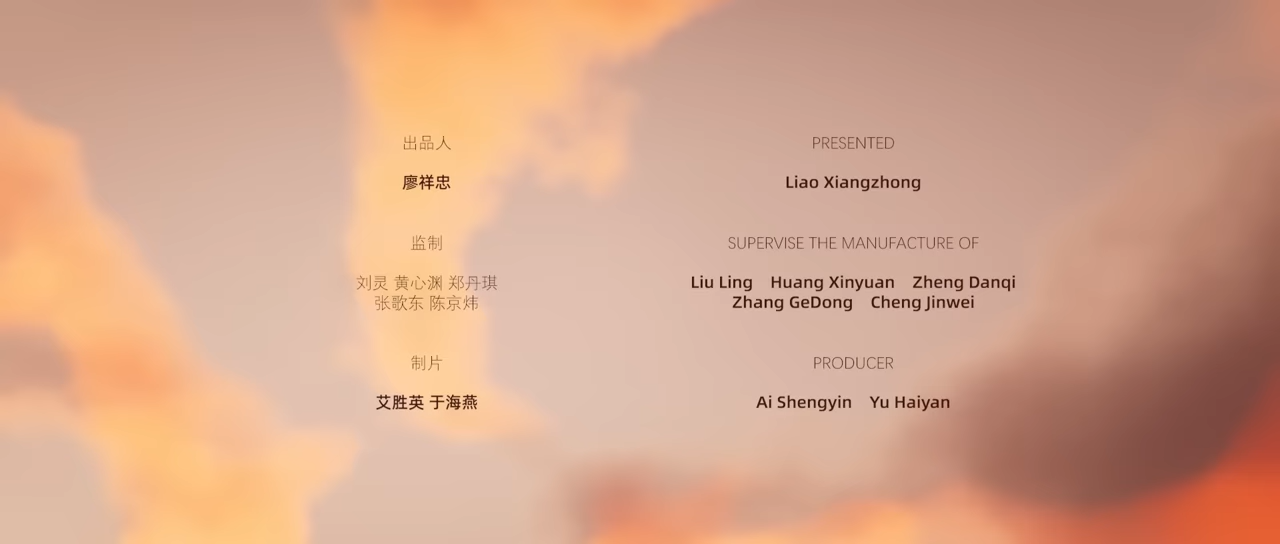 出品人
廖祥忠
监制
刘灵 黄心渊 郑丹琪
张歌东 陈京炜
制片
艾胜英 于海燕
PRESENTED
Liao Xiangzhong
SUPERVISE THE MANUFACTURE OF
Liu Ling Huang Xinyuan Zheng Danqi
Zhang GeDong Cheng Jinwei
PRODUCER
Ai Shengyin Yu Haiyan